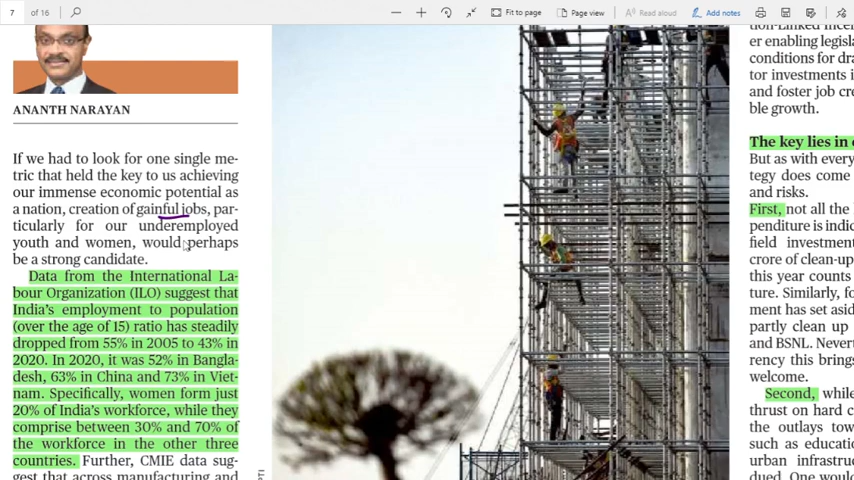 7 of 16
Fit to page
Page view
Read aloud
Add notes
ANANTH NARAYAN
If we had to look for one single me-
tric that held the key to us achieving
our immense economic potential as
a nation, creation of gainful jobs, par-
ticularly for our underemployed
youth and women, would perhaps
be a strong candidate.
Data from the International La-
bour Organization (ILO) suggest that
India's employment to population
(over the age of 15) ratio has steadily
dropped from 55% in 2005 to 43% in
2020. In 2020, it was 52% in Bangla-
desh, 63% in China and 73% in Viet-
nam. Specifically, women form just
20% of India's workforce, while they
comprise between 30% and 70% of
the workforce in the other three
countries. Further, CMIE data sug-
gest that across manufacturing and
PTI
er enabling legisla
conditions for dra
tor investments i
and foster job cre
ble growth.
The key lies in
But as with every
tegy does come
and risks.
First, not all the
penditure is indic
field investment
crore of clean-up
this year counts
ture. Similarly, fo
ment has set asid
partly clean up
and BSNL. Never
rency this brings
welcome.
Second, while
thrust on hard c
the outlays tow
such as educatio
urban infrastruc
dued. One would